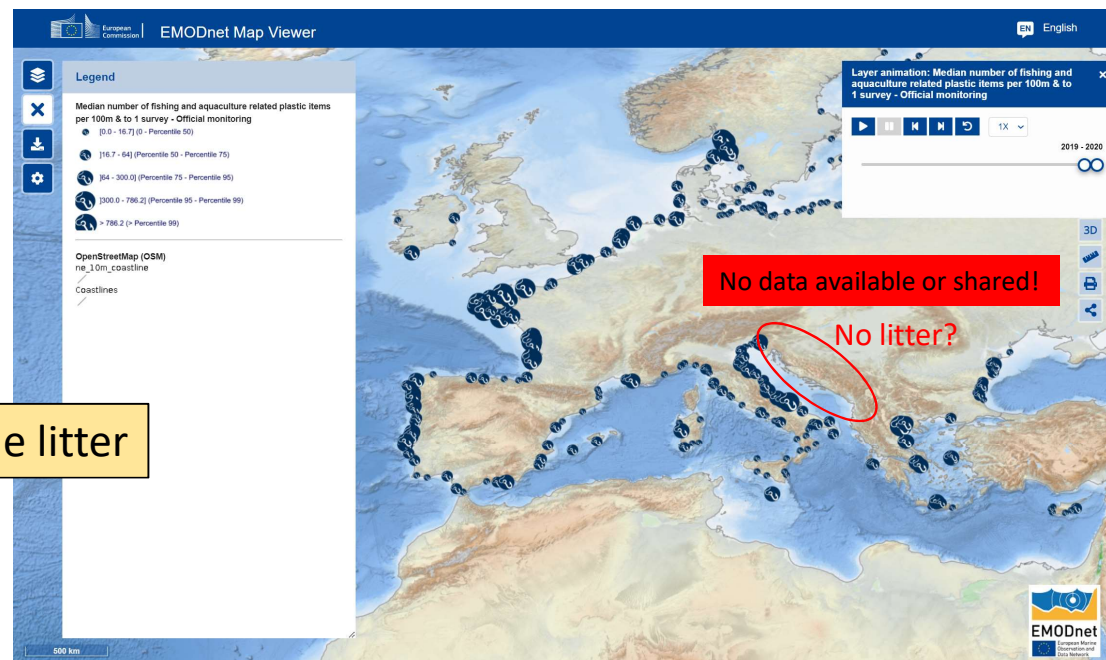 European
Commission
EMODnet Map Viewer
EN English
Legend
Median number of fishing and aquaculture related plastic items
per 100m & to 1 survey - Official monitoring
[0.0 - 16.7] (0 - Percentile 50)
]16.7 - 64] (Percentile 50 - Percentile 75)
]64 - 300.0] (Percentile 75 - Percentile 95)
]300.0 - 786.2] (Percentile 95 - Percentile 99)
> 786.2 (> Percentile 99)
OpenStreetMap (OSM)
ne_10m_coastline
Coastlines
e litter
500 km
Layer animation: Median number of fishing and
aquaculture related plastic items per 100m & to
1 survey - Official monitoring
1X
2019 - 2020
3D
No data available or shared!
No litter?
EMODnet
European Marine
Observation and
Data Network